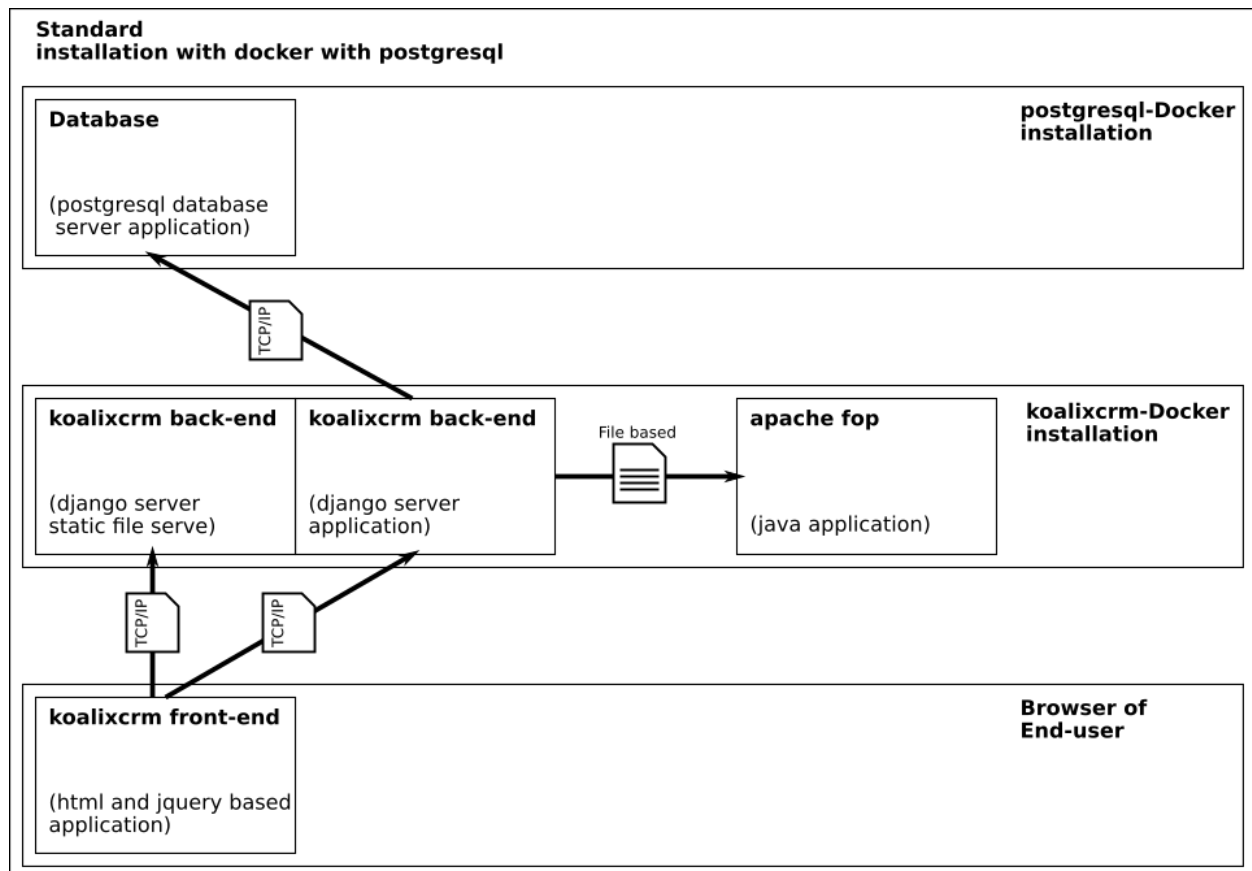 Standard
installation with docker with postgresql
Database
(postgresql database
server application)
postgresql-Docker
installation
TCP/IP
koalixcrm back-end
(django server
static file serve)
koalixcrm back-end
(django server
application)
File based
apache fop
(java application)
koalixcrm-Docker
installation
TCP/IP
TCP/IP
koalixcrm front-end
(html and jquery based
application)
Browser of
End-user